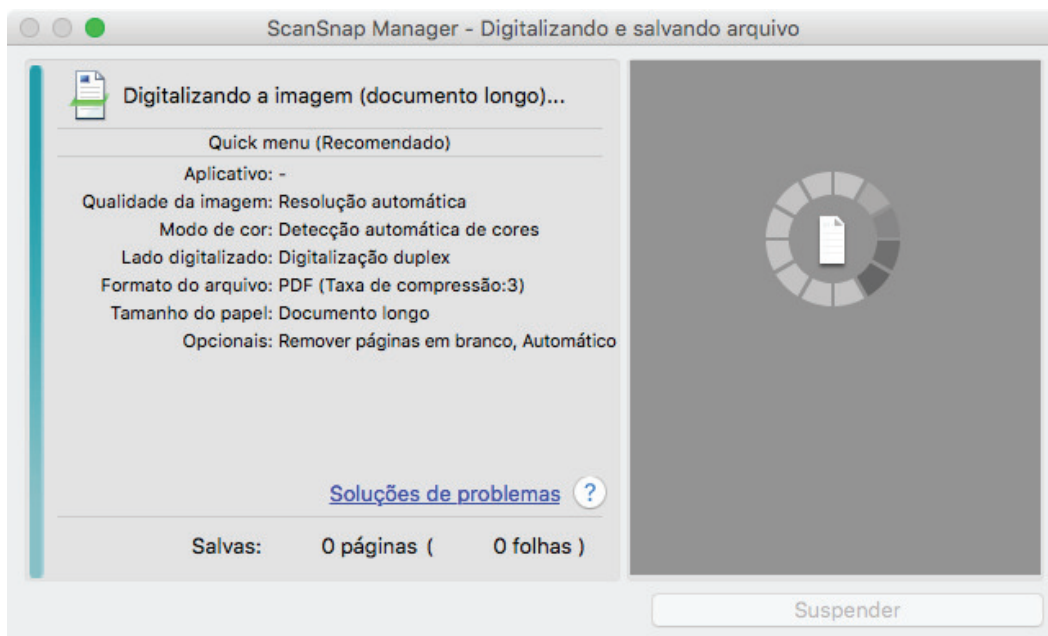 ScanSnap Manager - Digitalizando e salvando arquivo
Digitalizando a imagem (documento longo)...
Quick menu (Recomendado)
Aplicativo: -
Qualidade da imagem: Resolução automática
Modo de cor: Detecção automática de cores
Lado digitalizado: Digitalização duplex
Formato do arquivo: PDF (Taxa de compressão:3)
Tamanho do papel: Documento longo
Opcionais: Remover páginas em branco, Automático
Soluções de problemas ?
Salvas: 0 páginas ( 0 folhas )
Suspender